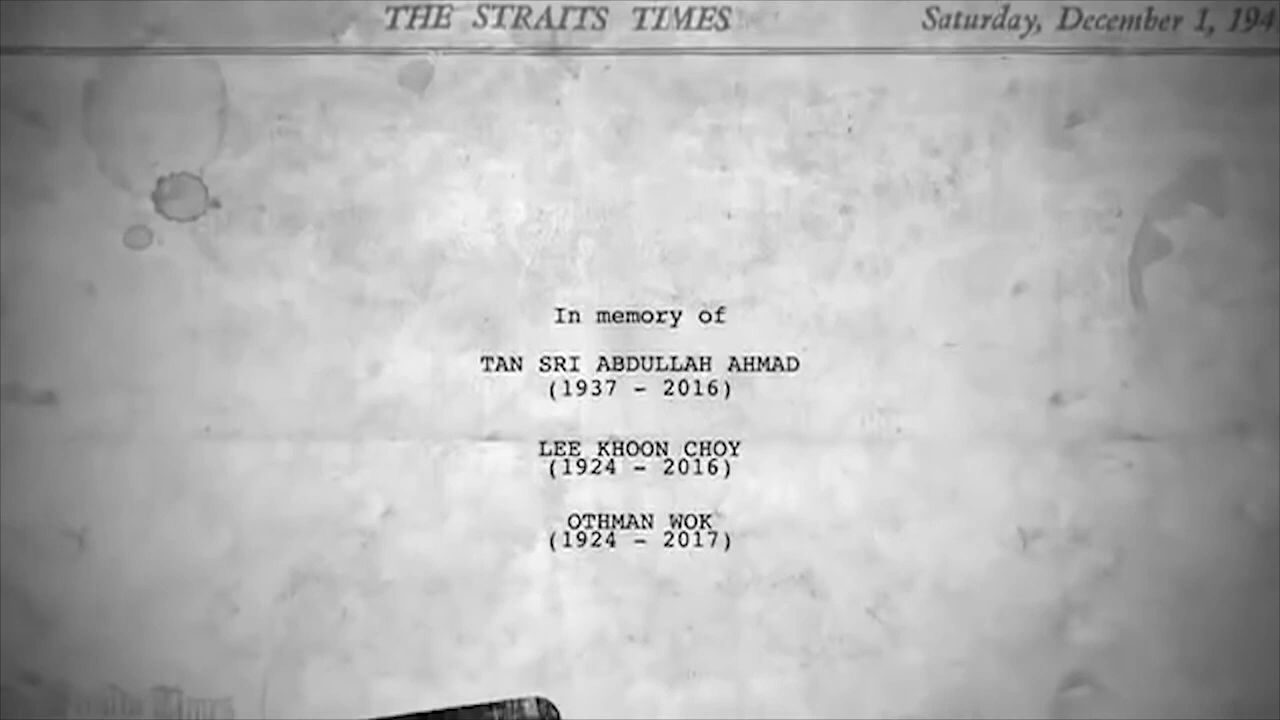 THE STRAITS TIMES
Saturday, December 1, 194
In memory of
TAN SRI ABDULLAH AHMAD
(1937 - 2016)
LEE KHOON CHOY
(1924 - 2016)
OTHMAN WOK
(1924 - 2017)
Times